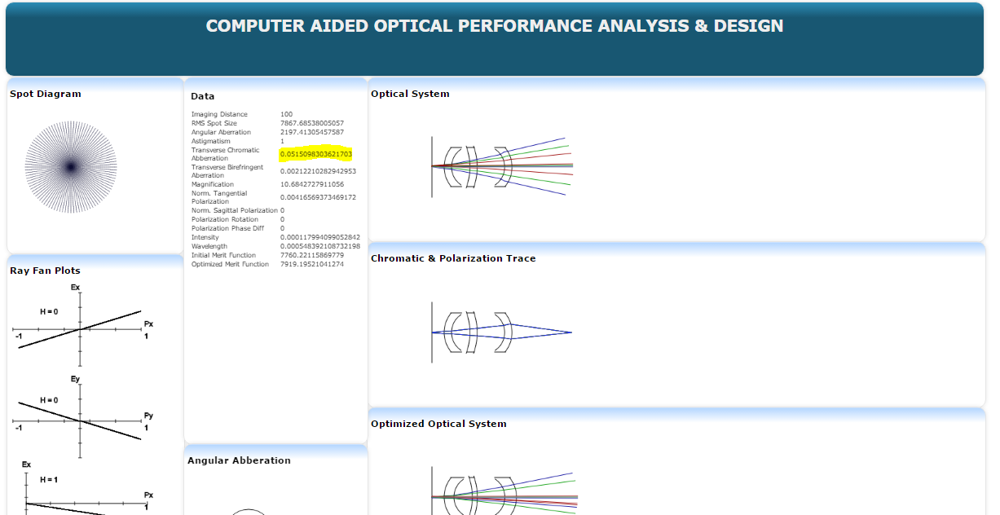 COMPUTER AIDED OPTICAL PERFORMANCE ANALYSIS & DESIGN
Spot Diagram
Data
Imaging Distance 100
RMS Spot Size 7867.68538005057
Angular Aberration 2197.41305457587
Astigmatism 1
Transverse Chromatic
Abberration 0.0515098303621703
Transverse Birefringent
Aberration 0.00212210282942953
Magnification 10.6842727911056
Norm. Tangential
Polarization 0.00416569373469172
Norm. Sagittal Polarization 0
Polarization Rotation 0
Polarization Phase Diff 0
Intensity 0.000117994099052842
Wavelength 0.000548392108732198
Initial Merit Function 7760.22115869779
Optimized Merit Function 7919.19521041274
Optical System
Ray Fan Plots
Ex
H = 0
Px
-1
1
Ey
H = 0
Py
-1
1
Ex
H = 1
Px
1
Angular Abberation
Chromatic & Polarization Trace
Optimized Optical System